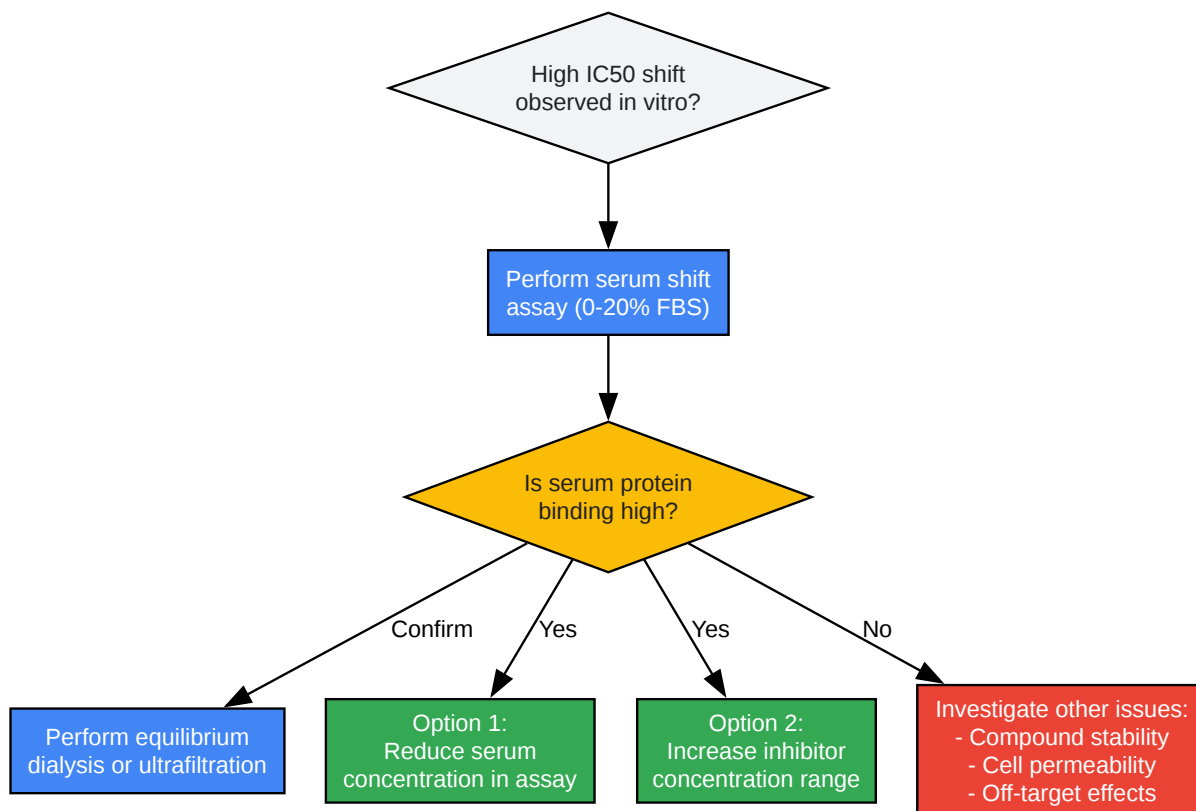 High IC50 shift
observed in vitro?
Perform serum shift
assay (0-20% FBS)
Is serum protein
binding high?
Confirm
Yes
Yes
No
Perform equilibrium
dialysis or ultrafiltration
Option 1:
Reduce serum
concentration in assay
Option 2:
Increase inhibitor
concentration range
Investigate other issues:
- Compound stability
- Cell permeability
- Off-target effects